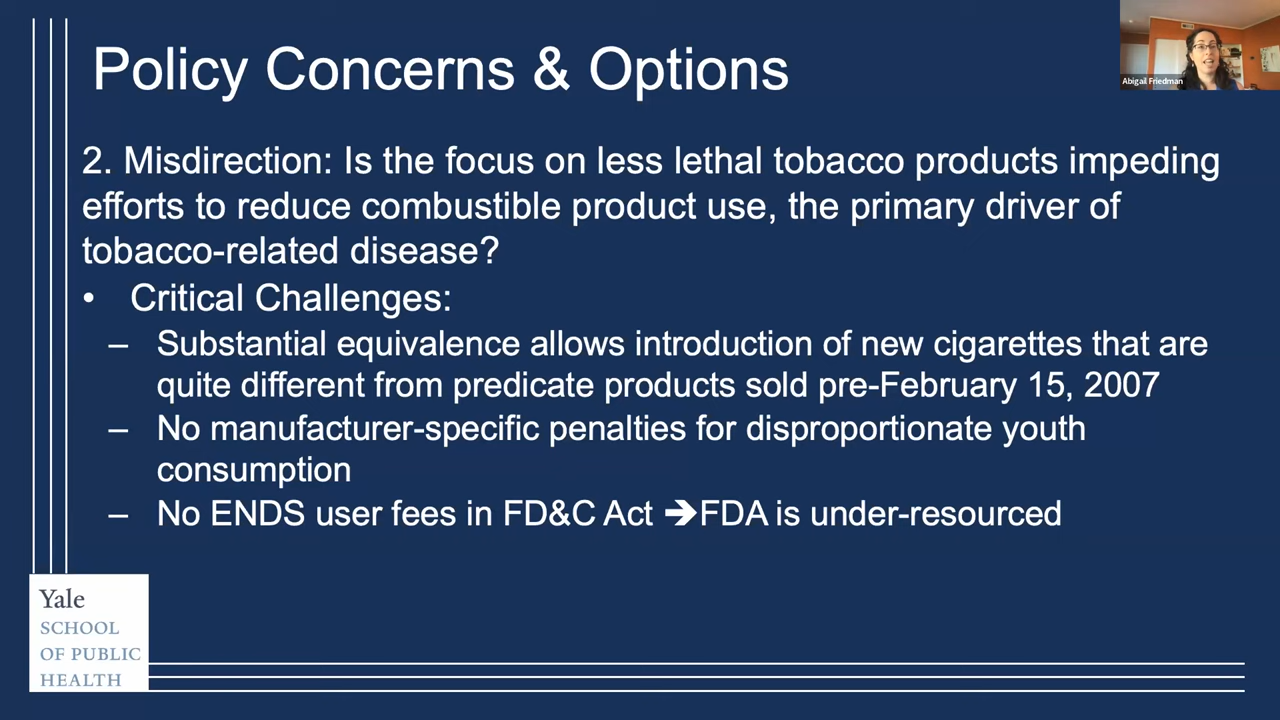 Policy Concerns & Options
Abigail Friedman
2. Misdirection: Is the focus on less lethal tobacco products impeding
efforts to reduce combustible product use, the primary driver of
tobacco-related disease?
• Critical Challenges:
– Substantial equivalence allows introduction of new cigarettes that are
quite different from predicate products sold pre-February 15, 2007
– No manufacturer-specific penalties for disproportionate youth
consumption
– No ENDS user fees in FD&C Act ➔FDA is under-resourced
Yale
SCHOOL
OF PUBLIC
HEALTH